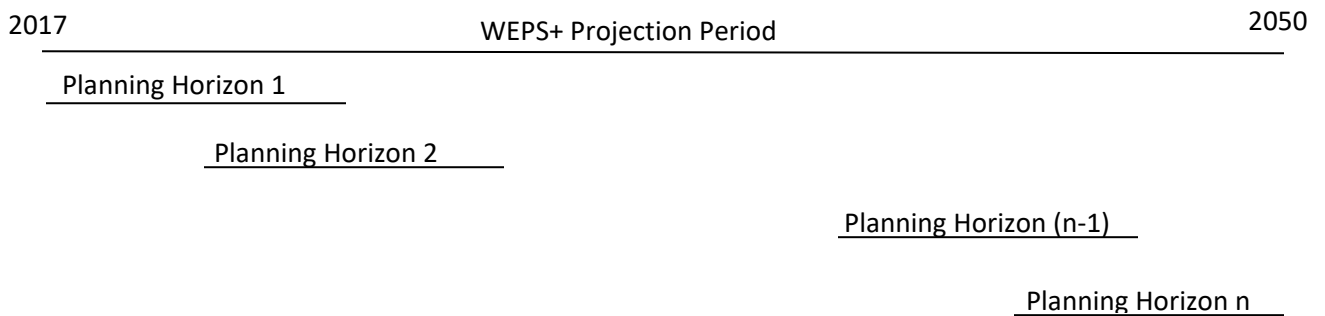 2017 WEPS+ Projection Period 2050
Planning Horizon 1
Planning Horizon 2
Planning Horizon (n-1)
Planning Horizon n